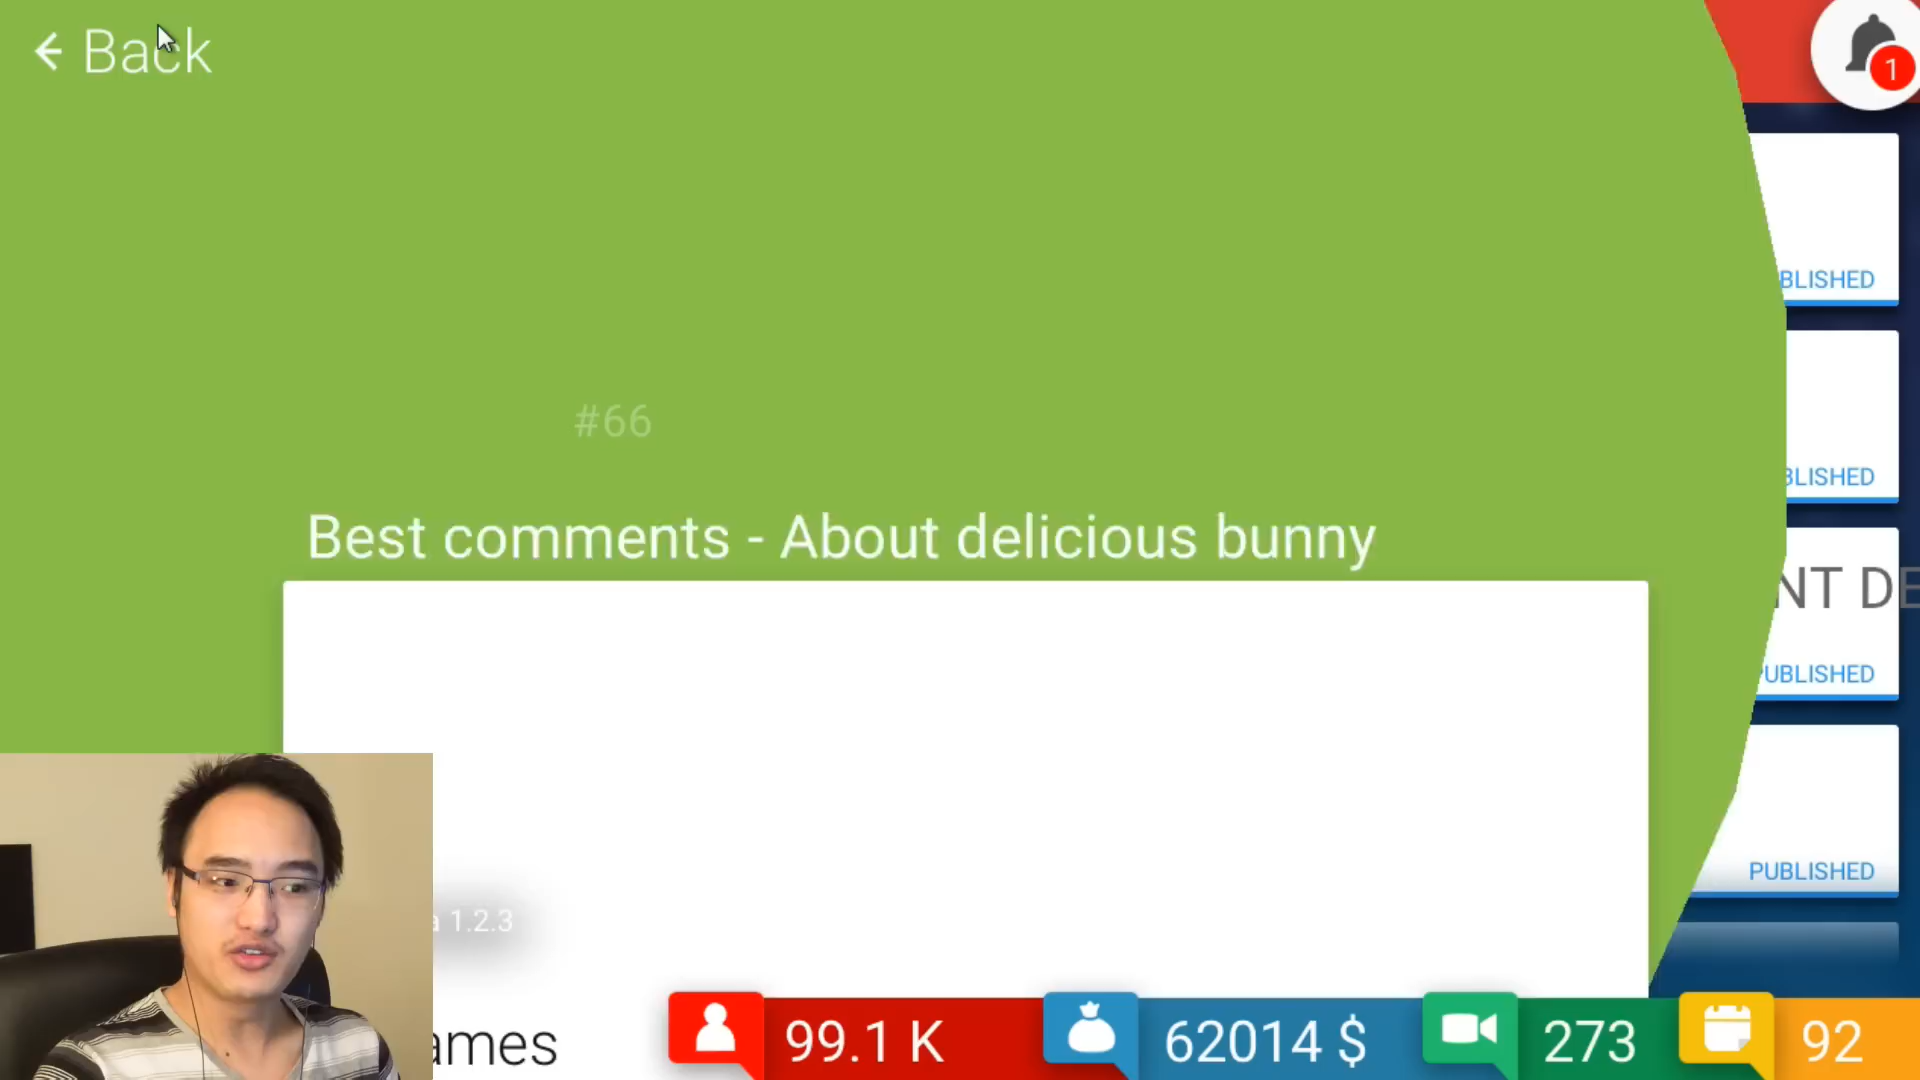 Back
1
BLISHED
#66
BLISHED
Best comments - About delicious bunny
NT DE
UBLISHED
PUBLISHED
a 1.2.3
ames
99.1 K
62014 $
273
92